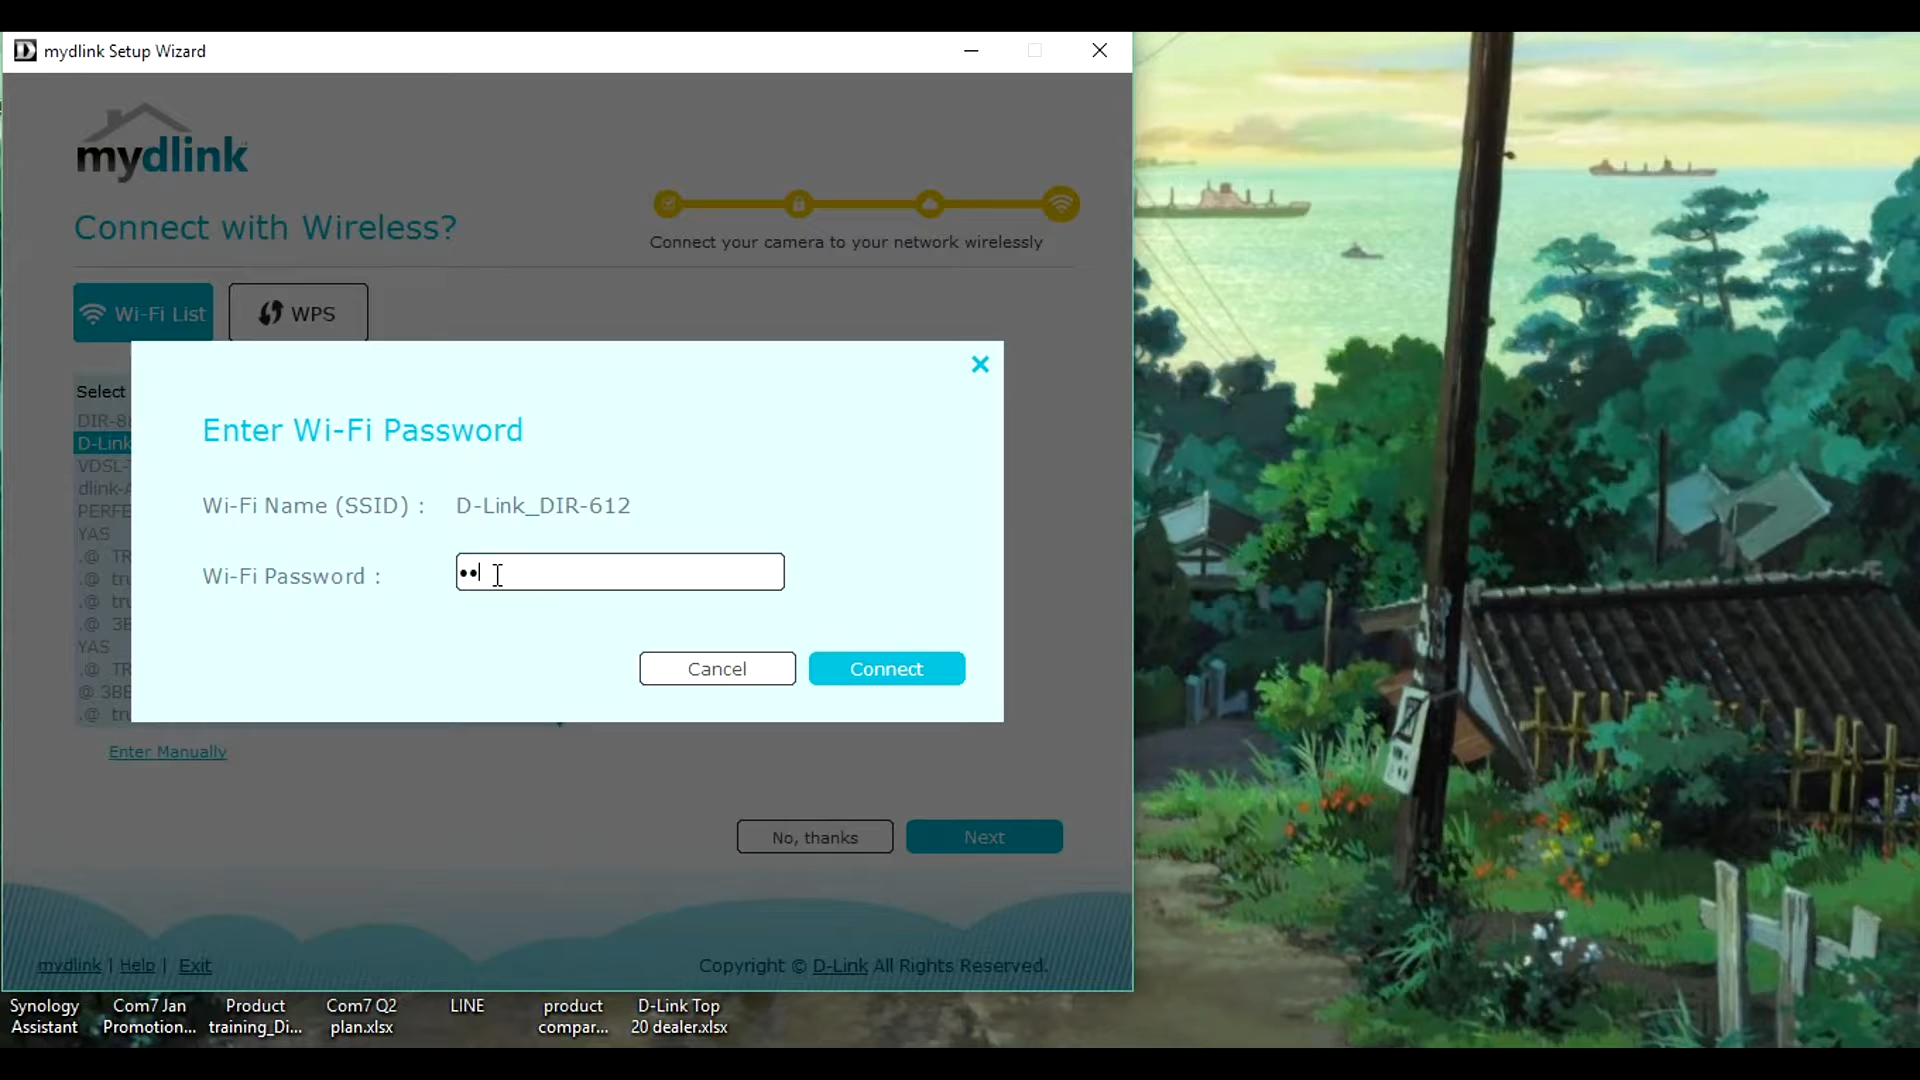 mydlink Setup Wizard
mydlink
Connect with Wireless?
Connect your camera to your network wirelessly
Wi-Fi List
WPS
Select
D-Link
YAS
YAS
Enter Wi-Fi Password
Wi-Fi Name (SSID) : D-Link_DIR-612
Wi-Fi Password : ••
Cancel
Connect
Enter Manually
No, thanks
Next
mydlink | Help | Exit
Copyright © D-Link All Rights Reserved.
Synology
Assistant
Com7 Jan
Promotion...
Product
training_Di...
Com7 Q2
plan.xlsx
LINE
product
compar...
D-Link Top
20 dealer.xlsx